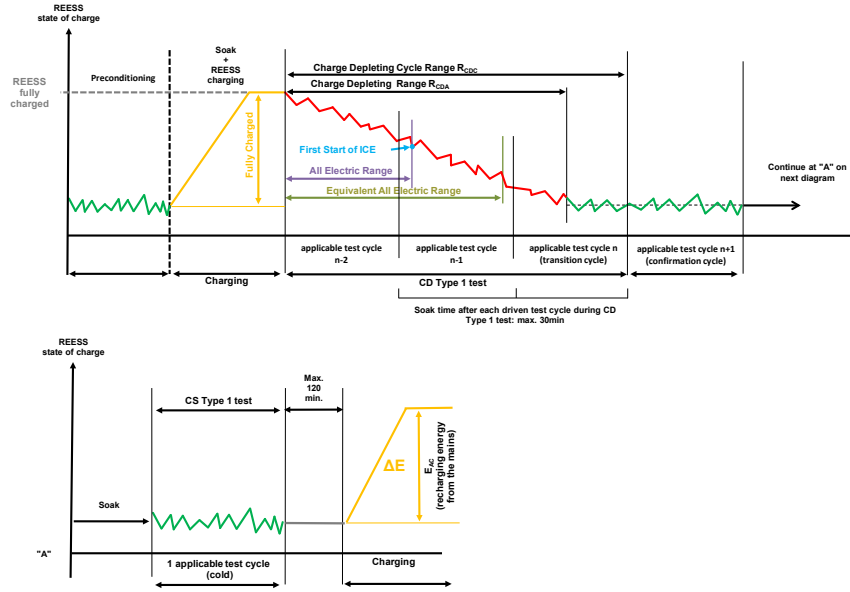 REESS
state of charge
Soak
+
REESS
charging
Preconditioning
Charge Depleting Cycle Range RCDC
REESS
fully
charged
Charge Depleting Range RCDA
Fully Charged
First Start of ICE
All Electric Range
Equivalent All Electric Range
Continue at "A" on
next diagram
applicable test cycle
n-2
applicable test cycle
n-1
applicable test cycle n
(transition cycle)
applicable test cycle n+1
(confirmation cycle)
Charging
CD Type 1 test
Soak time after each driven test cycle during CD
Type 1 test: max. 30min
REESS
state of charge
Max.
120
min.
CS Type 1 test
ΔE
EAC
(recharging energy
from the mains)
Soak
"A"
1 applicable test cycle
(cold)
Charging